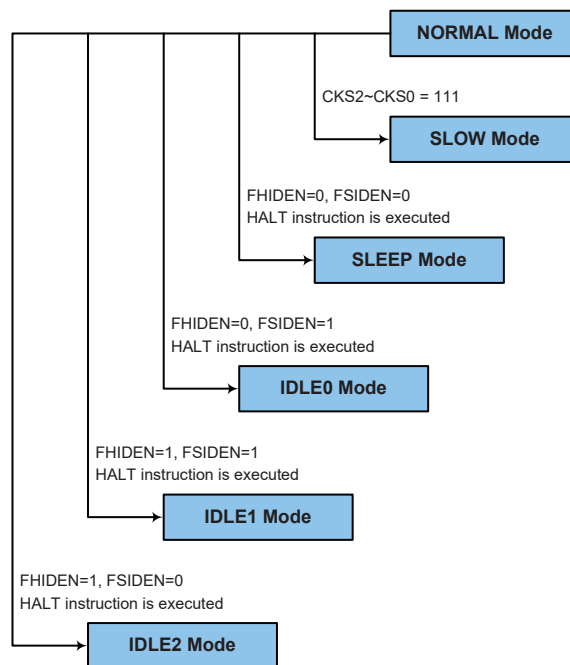 NORMAL Mode
CKS2~CKS0 = 111
SLOW Mode
FHIDEN=0, FSIDEN=0
HALT instruction is executed
SLEEP Mode
FHIDEN=0, FSIDEN=1
HALT instruction is executed
IDLE0 Mode
FHIDEN=1, FSIDEN=1
HALT instruction is executed
IDLE1 Mode
FHIDEN=1, FSIDEN=0
HALT instruction is executed
IDLE2 Mode